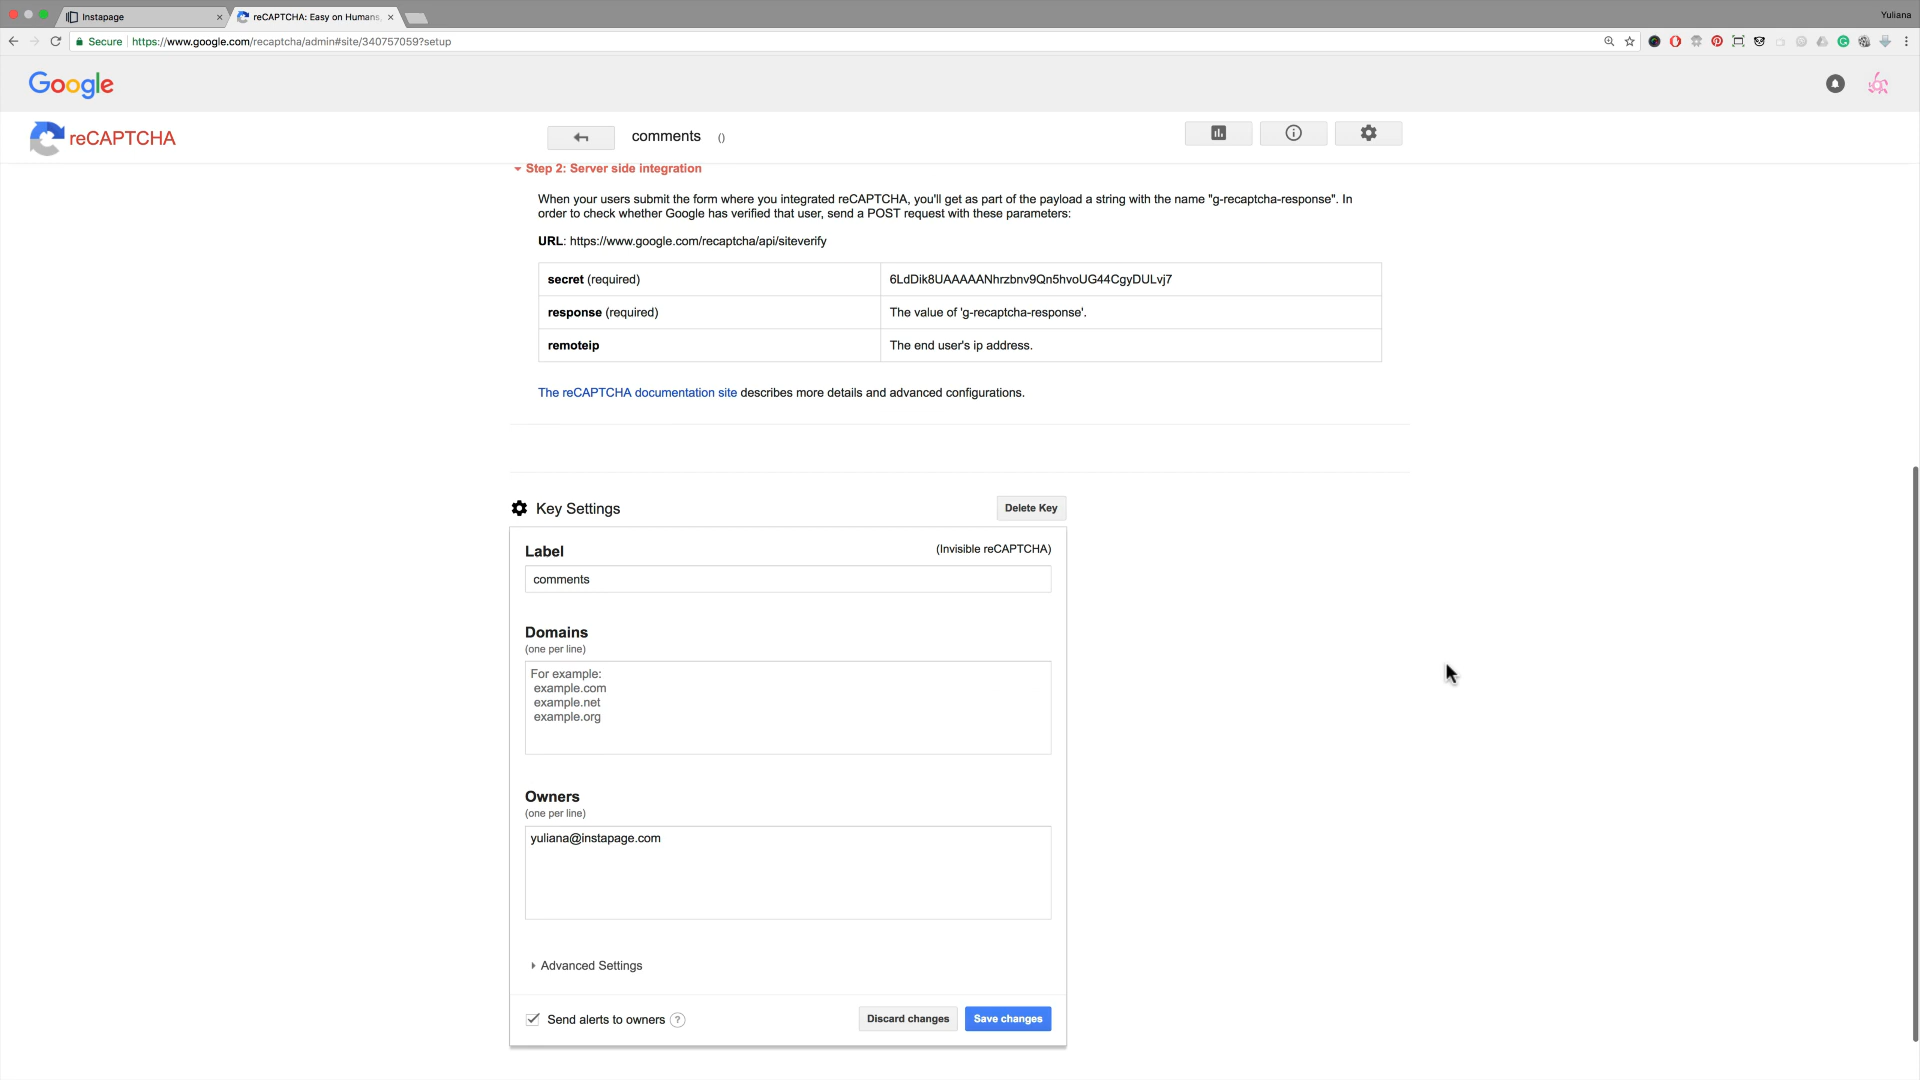 Instapage
reCAPTCHA: Easy on Humans,
Yuliana
Secure
https://www.google.com/recaptcha/admin#site/340757059?setup
Google
reCAPTCHA
comments ()
Step 2: Server side integration
When your users submit the form where you integrated reCAPTCHA, you'll get as part of the payload a string with the name "g-recaptcha-response". In
order to check whether Google has verified that user, send a POST request with these parameters:
URL: https://www.google.com/recaptcha/api/siteverify
secret (required) 6LdDik8UAAAAANhrzbnv9Qn5hvoUG44CgyDULvj7
response (required) The value of 'g-recaptcha-response'.
remoteip The end user's ip address.
The reCAPTCHA documentation site describes more details and advanced configurations.
Key Settings
Delete Key
Label
(Invisible reCAPTCHA)
comments
Domains
(one per line)
For example:
example.com
example.net
example.org
Owners
(one per line)
yuliana@instapage.com
Advanced Settings
Send alerts to owners ?
Discard changes
Save changes